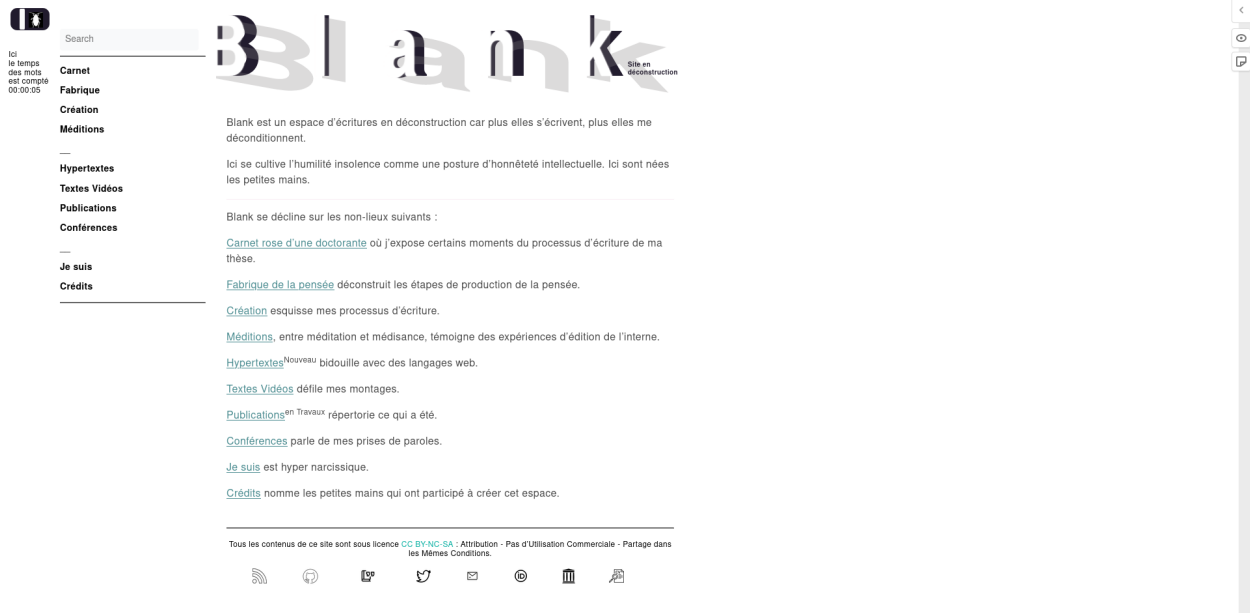 Ici
le temps
des mots
est compté
00:00:05
Search
Carnet
Fabrique
Création
Méditions
__
Hypertextes
Textes Vidéos
Publications
Conférences
__
Je suis
Crédits
Blank
Site en
déconstruction
Blank est un espace d’écritures en déconstruction car plus elles s’écrivent, plus elles me
déconditionnent.
Ici se cultive l’humilité insolence comme une posture d’honnêteté intellectuelle. Ici sont nées
les petites mains.
Blank se décline sur les non-lieux suivants :
Carnet rose d’une doctorante où j’expose certains moments du processus d’écriture de ma
thèse.
Fabrique de la pensée déconstruit les étapes de production de la pensée.
Création esquisse mes processus d’écriture.
Méditions, entre méditation et médisance, témoigne des expériences d’édition de l’interne.
Hypertextes Nouveau bidouille avec des langages web.
Textes Vidéos défile mes montages.
Publications en Travaux répertorie ce qui a été.
Conférences parle de mes prises de paroles.
Je suis est hyper narcissique.
Crédits nomme les petites mains qui ont participé à créer cet espace.
Tous les contenus de ce site sont sous licence CC BY-NC-SA : Attribution - Pas d’Utilisation Commerciale - Partage dans
les Mêmes Conditions.
iD